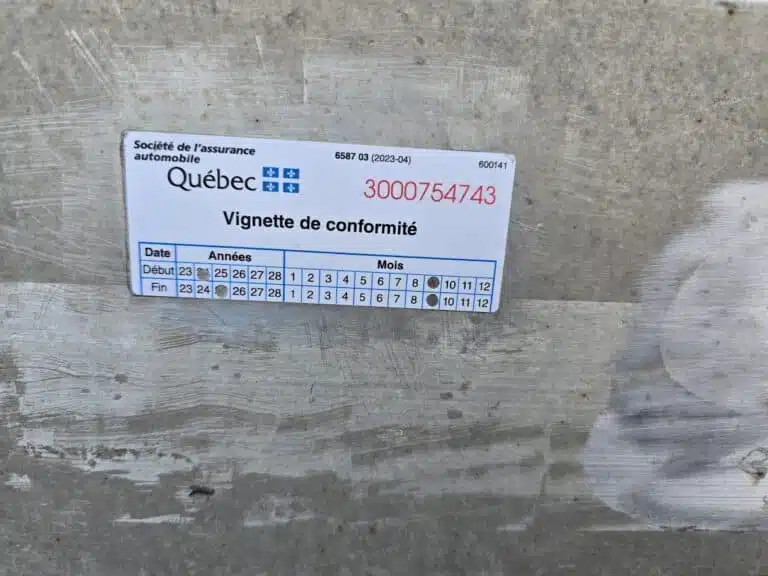 Société de l'assurance
automobile
Québec
6587 03 (2023-04)
600141
3000754743
Vignette de conformité
Date Années Mois
Début 23 25 26 27 28 1 2 3 4 5 6 7 8 10 11 12
Fin 23 24 26 27 28 1 2 3 4 5 6 7 8 10 11 12